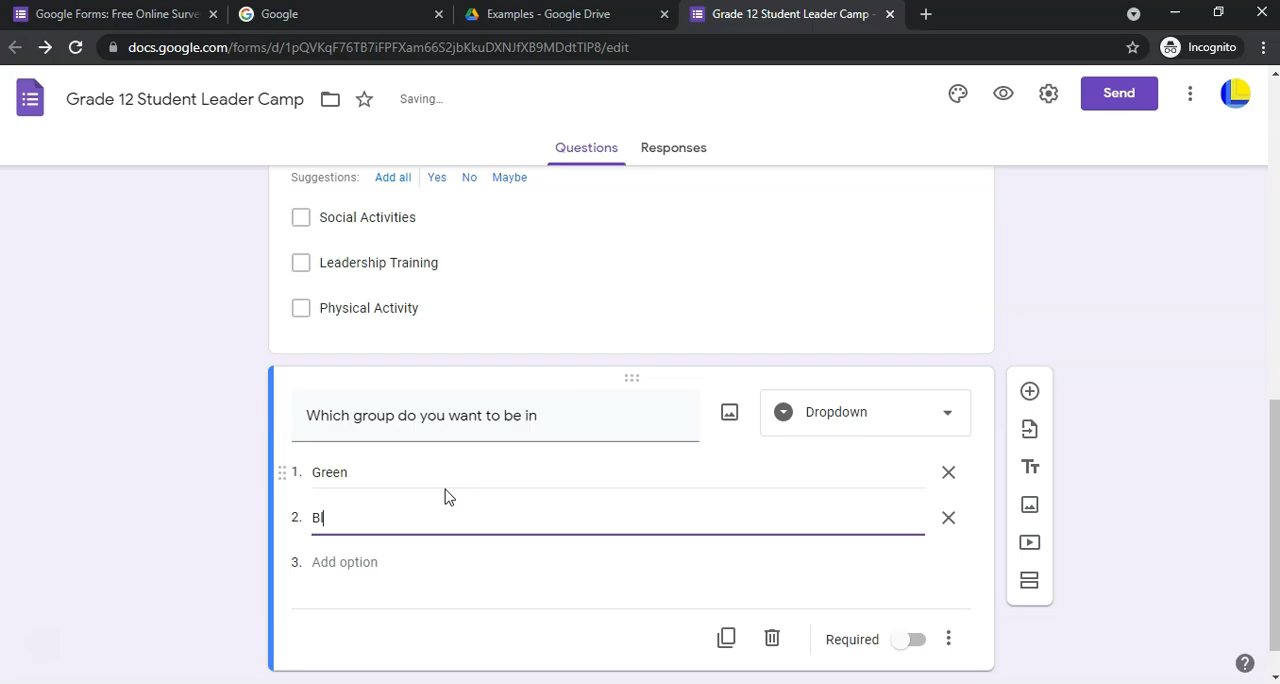 Google Forms: Free Online Surve
Google
Examples - Google Drive
Grade 12 Student Leader Camp -
docs.google.com/forms/d/1pQVKqF76TB7iFPFXam66S2jbKkuDXNJfXB9MDdtTIP8/edit
Incognito
Grade 12 Student Leader Camp
Saving...
Send
Questions
Responses
Suggestions: Add all Yes No Maybe
Social Activities
Leadership Training
Physical Activity
Which group do you want to be in
Dropdown
1. Green
2. Bl
3. Add option
Required